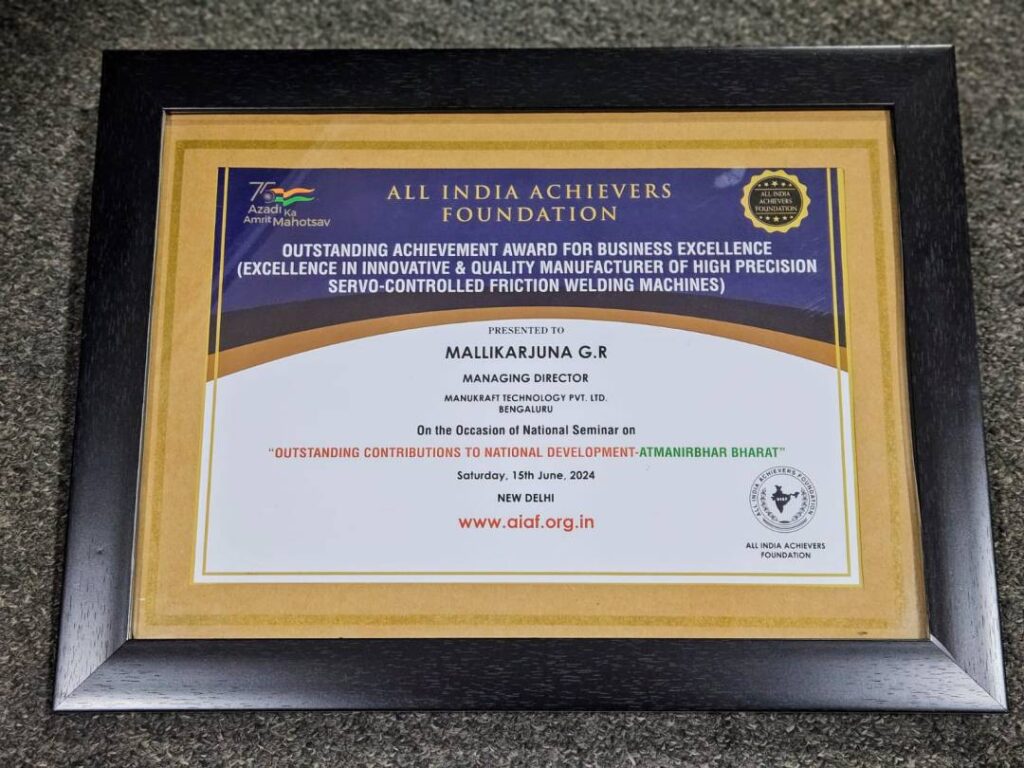 75
Azadi Ka
Amrit Mahotsav
ALL INDIA ACHIEVERS
FOUNDATION
ALL INDIA
ACHIEVERS
FOUNDATION
OUTSTANDING ACHIEVEMENT AWARD FOR BUSINESS EXCELLENCE
(EXCELLENCE IN INNOVATIVE & QUALITY MANUFACTURER OF HIGH PRECISION
SERVO-CONTROLLED FRICTION WELDING MACHINES)
PRESENTED TO
MALLIKARJUNA G.R
MANAGING DIRECTOR
MANUKRAFT TECHNOLOGY PVT. LTD.
BENGALURU
On the Occasion of National Seminar on
"OUTSTANDING CONTRIBUTIONS TO NATIONAL DEVELOPMENT-ATMANIRBHAR BHARAT"
Saturday, 15th June, 2024
NEW DELHI
www.aiaf.org.in
ALL INDIA ACHIEVERS FOUNDATION
AIAF
ALL INDIA ACHIEVERS
FOUNDATION